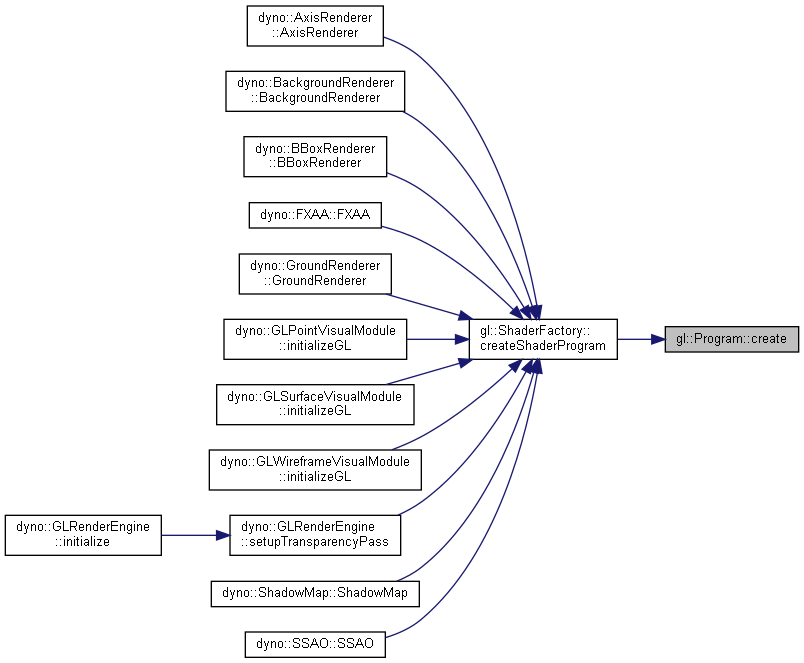 dyno::AxisRenderer
::AxisRenderer
dyno::BackgroundRenderer
::BackgroundRenderer
dyno::BBoxRenderer
::BBoxRenderer
dyno::FXAA::FXAA
dyno::GroundRenderer
::GroundRenderer
dyno::GLPointVisualModule
::initializeGL
gl::ShaderFactory::
createShaderProgram
gl::Program::create
dyno::GLSurfaceVisualModule
::initializeGL
dyno::GLWireframeVisualModule
::initializeGL
dyno::GLRenderEngine
::initialize
dyno::GLRenderEngine
::setupTransparencyPass
dyno::ShadowMap::ShadowMap
dyno::SSAO::SSAO